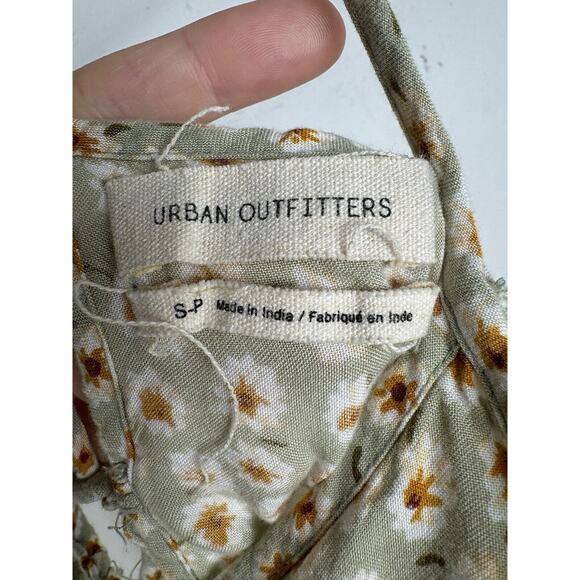 URBAN OUTFITTERS
S-P Made in India / Fabriqué en Inde